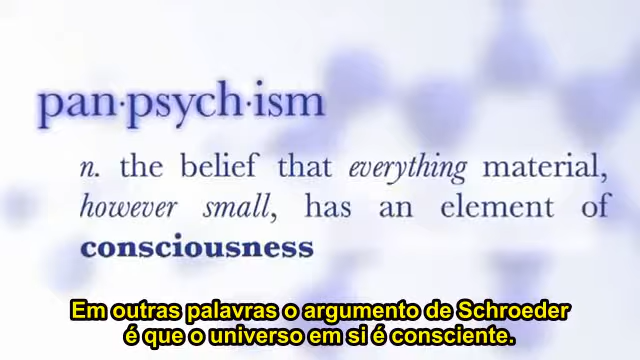 pan·psych·ism
n. the belief that everything material,
however small, has an element of
consciousness
Em outras palavras o argumento de Schroeder
é que o universo em si é consciente.